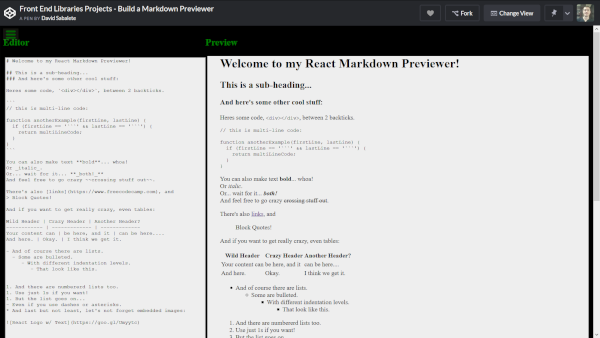 Front End Libraries Projects - Build a Markdown Previewer
A PEN BY David Sabalete
Fork
Change View
Editor
Preview
# Welcome to my React Markdown Previewer!
## This is a sub-heading...
### And here's some other cool stuff:
Heres some code, `<div></div>`, between 2 backticks.
```
// this is multi-line code:
function anotherExample(firstLine, lastLine) {
if (firstLine == '```' && lastLine == '```') {
return multiLineCode;
}
}
```
You can also make text **bold**... whoa!
Or _italic_.
Or... wait for it... **_both!_**
And feel free to go crazy ~~crossing stuff out~~.
There's also [links](https://www.freecodecamp.com), and
> Block Quotes!
And if you want to get really crazy, even tables:
Wild Header | Crazy Header | Another Header?
------------ | ------------- | -------------
Your content can | be here, and it | can be here....
And here. | Okay. | I think we get it.
- And of course there are lists.
- Some are bulleted.
- With different indentation levels.
- That look like this.
1. And there are numbererd lists too.
1. Use just 1s if you want!
1. But the list goes on...
- Even if you use dashes or asterisks.
* And last but not least, let's not forget embedded images:
![React Logo w/ Text](https://goo.gl/Umyytc)
Welcome to my React Markdown Previewer!
This is a sub-heading...
And here's some other cool stuff:
Heres some code, <div></div>, between 2 backticks.
// this is multi-line code:
function anotherExample(firstLine, lastLine) {
if (firstLine == '```' && lastLine == '```') {
return multiLineCode;
}
}
You can also make text bold... whoa!
Or italic.
Or... wait for it... both!
And feel free to go crazy crossing stuff out.
There's also links, and
Block Quotes!
And if you want to get really crazy, even tables:
Wild Header Crazy Header Another Header?
Your content can be here, and it can be here....
And here. Okay. I think we get it.
And of course there are lists.
Some are bulleted.
With different indentation levels.
That look like this.
1. And there are numbererd lists too.
2. Use just 1s if you want!
3. But the list goes on...